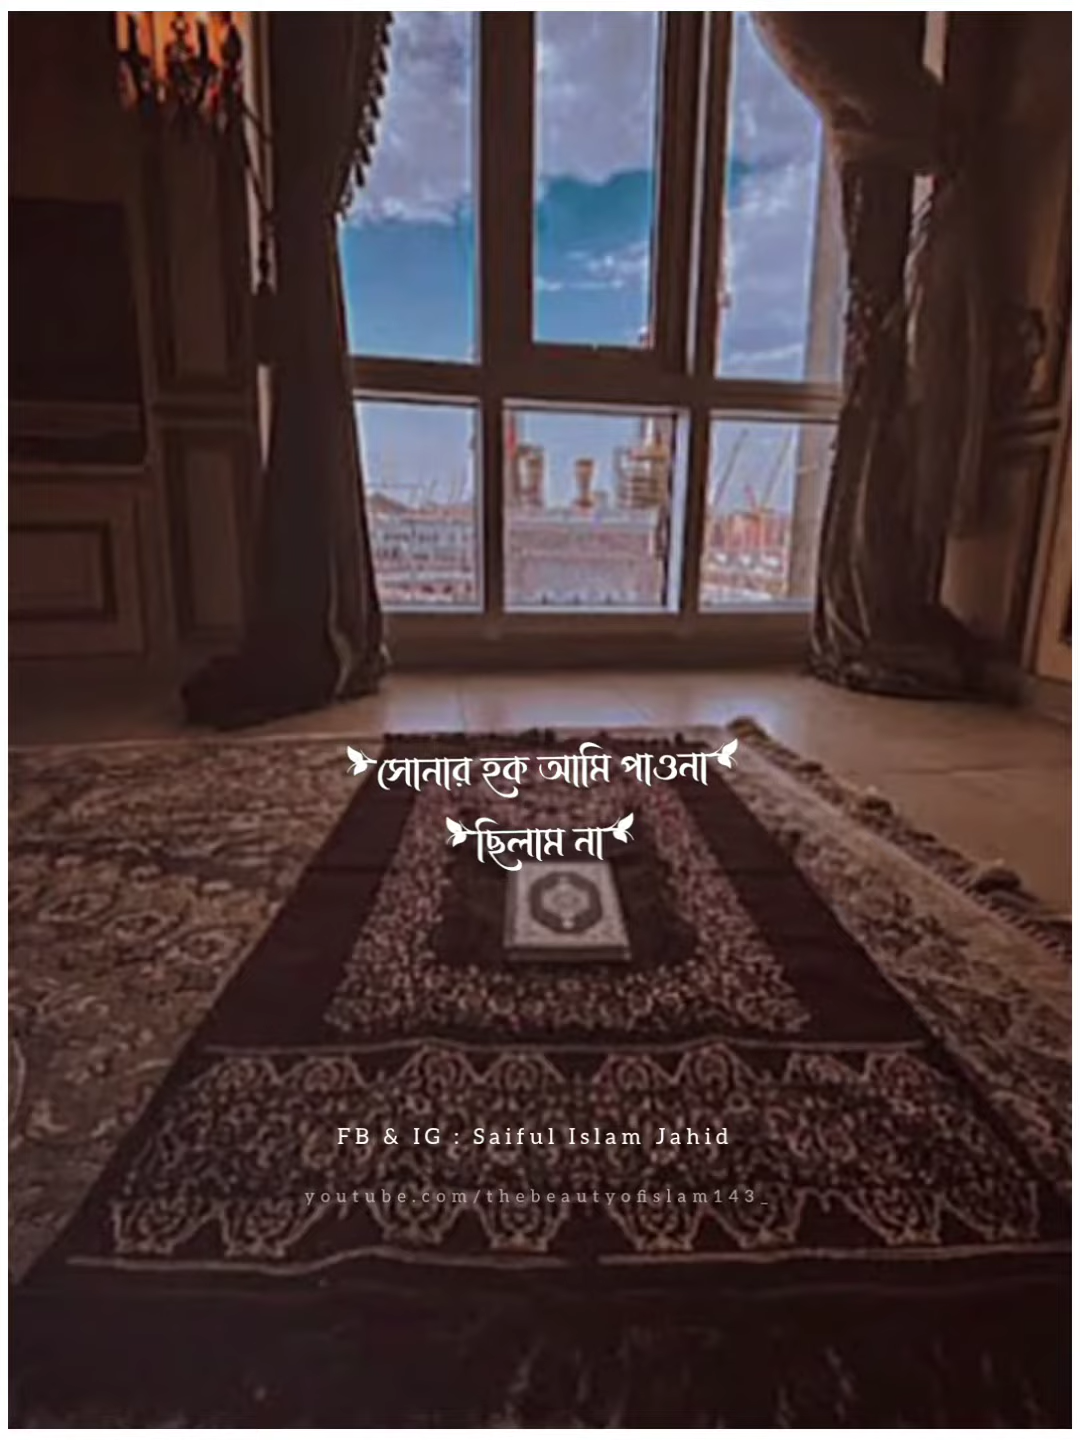 সোনার হক আমি পাওনা
ছিলাম না
FB & IG : Saiful Islam Jahid
youtube.com/thebeautyofislam143_